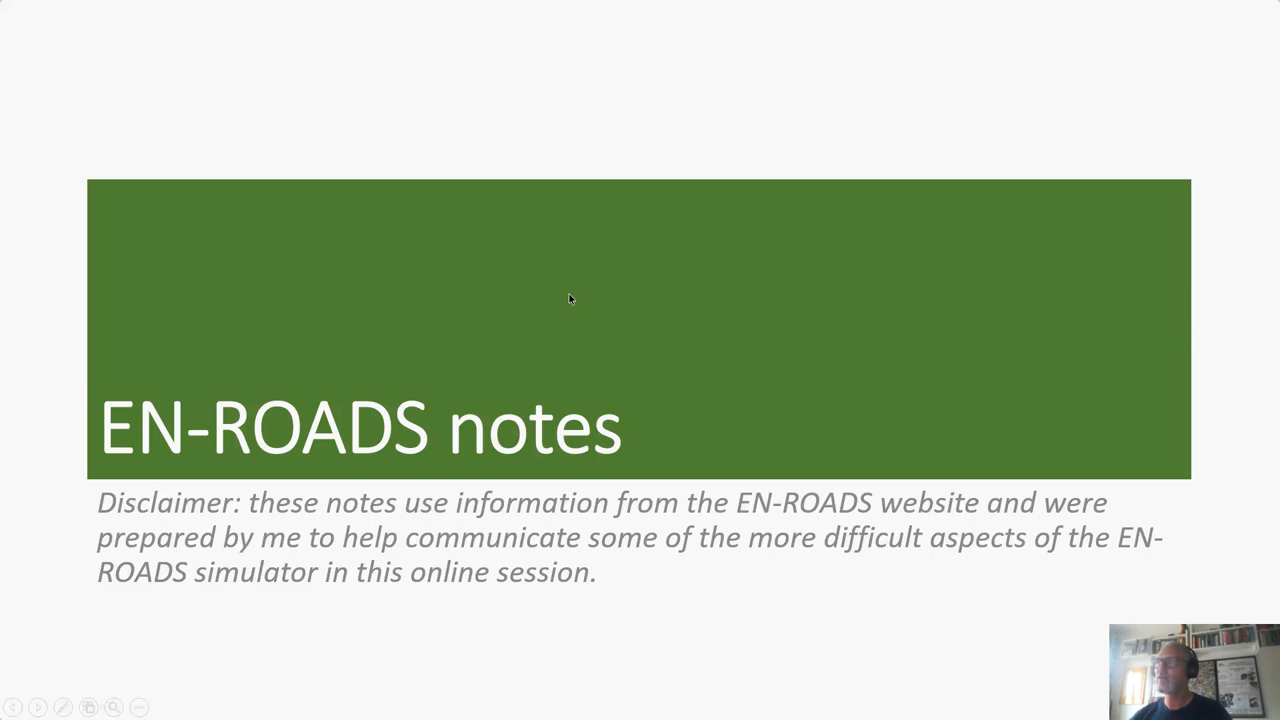 EN-ROADS notes
Disclaimer: these notes use information from the EN-ROADS website and were
prepared by me to help communicate some of the more difficult aspects of the EN-
ROADS simulator in this online session.